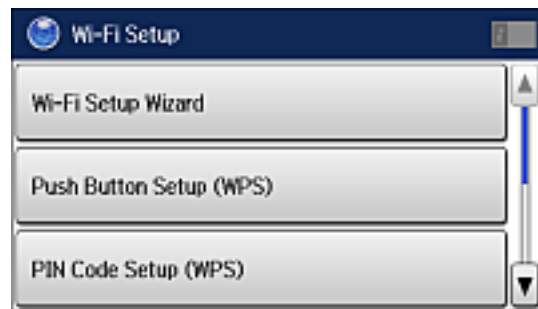 Wi-Fi Setup
Wi-Fi Setup Wizard
Push Button Setup (WPS)
PIN Code Setup (WPS)